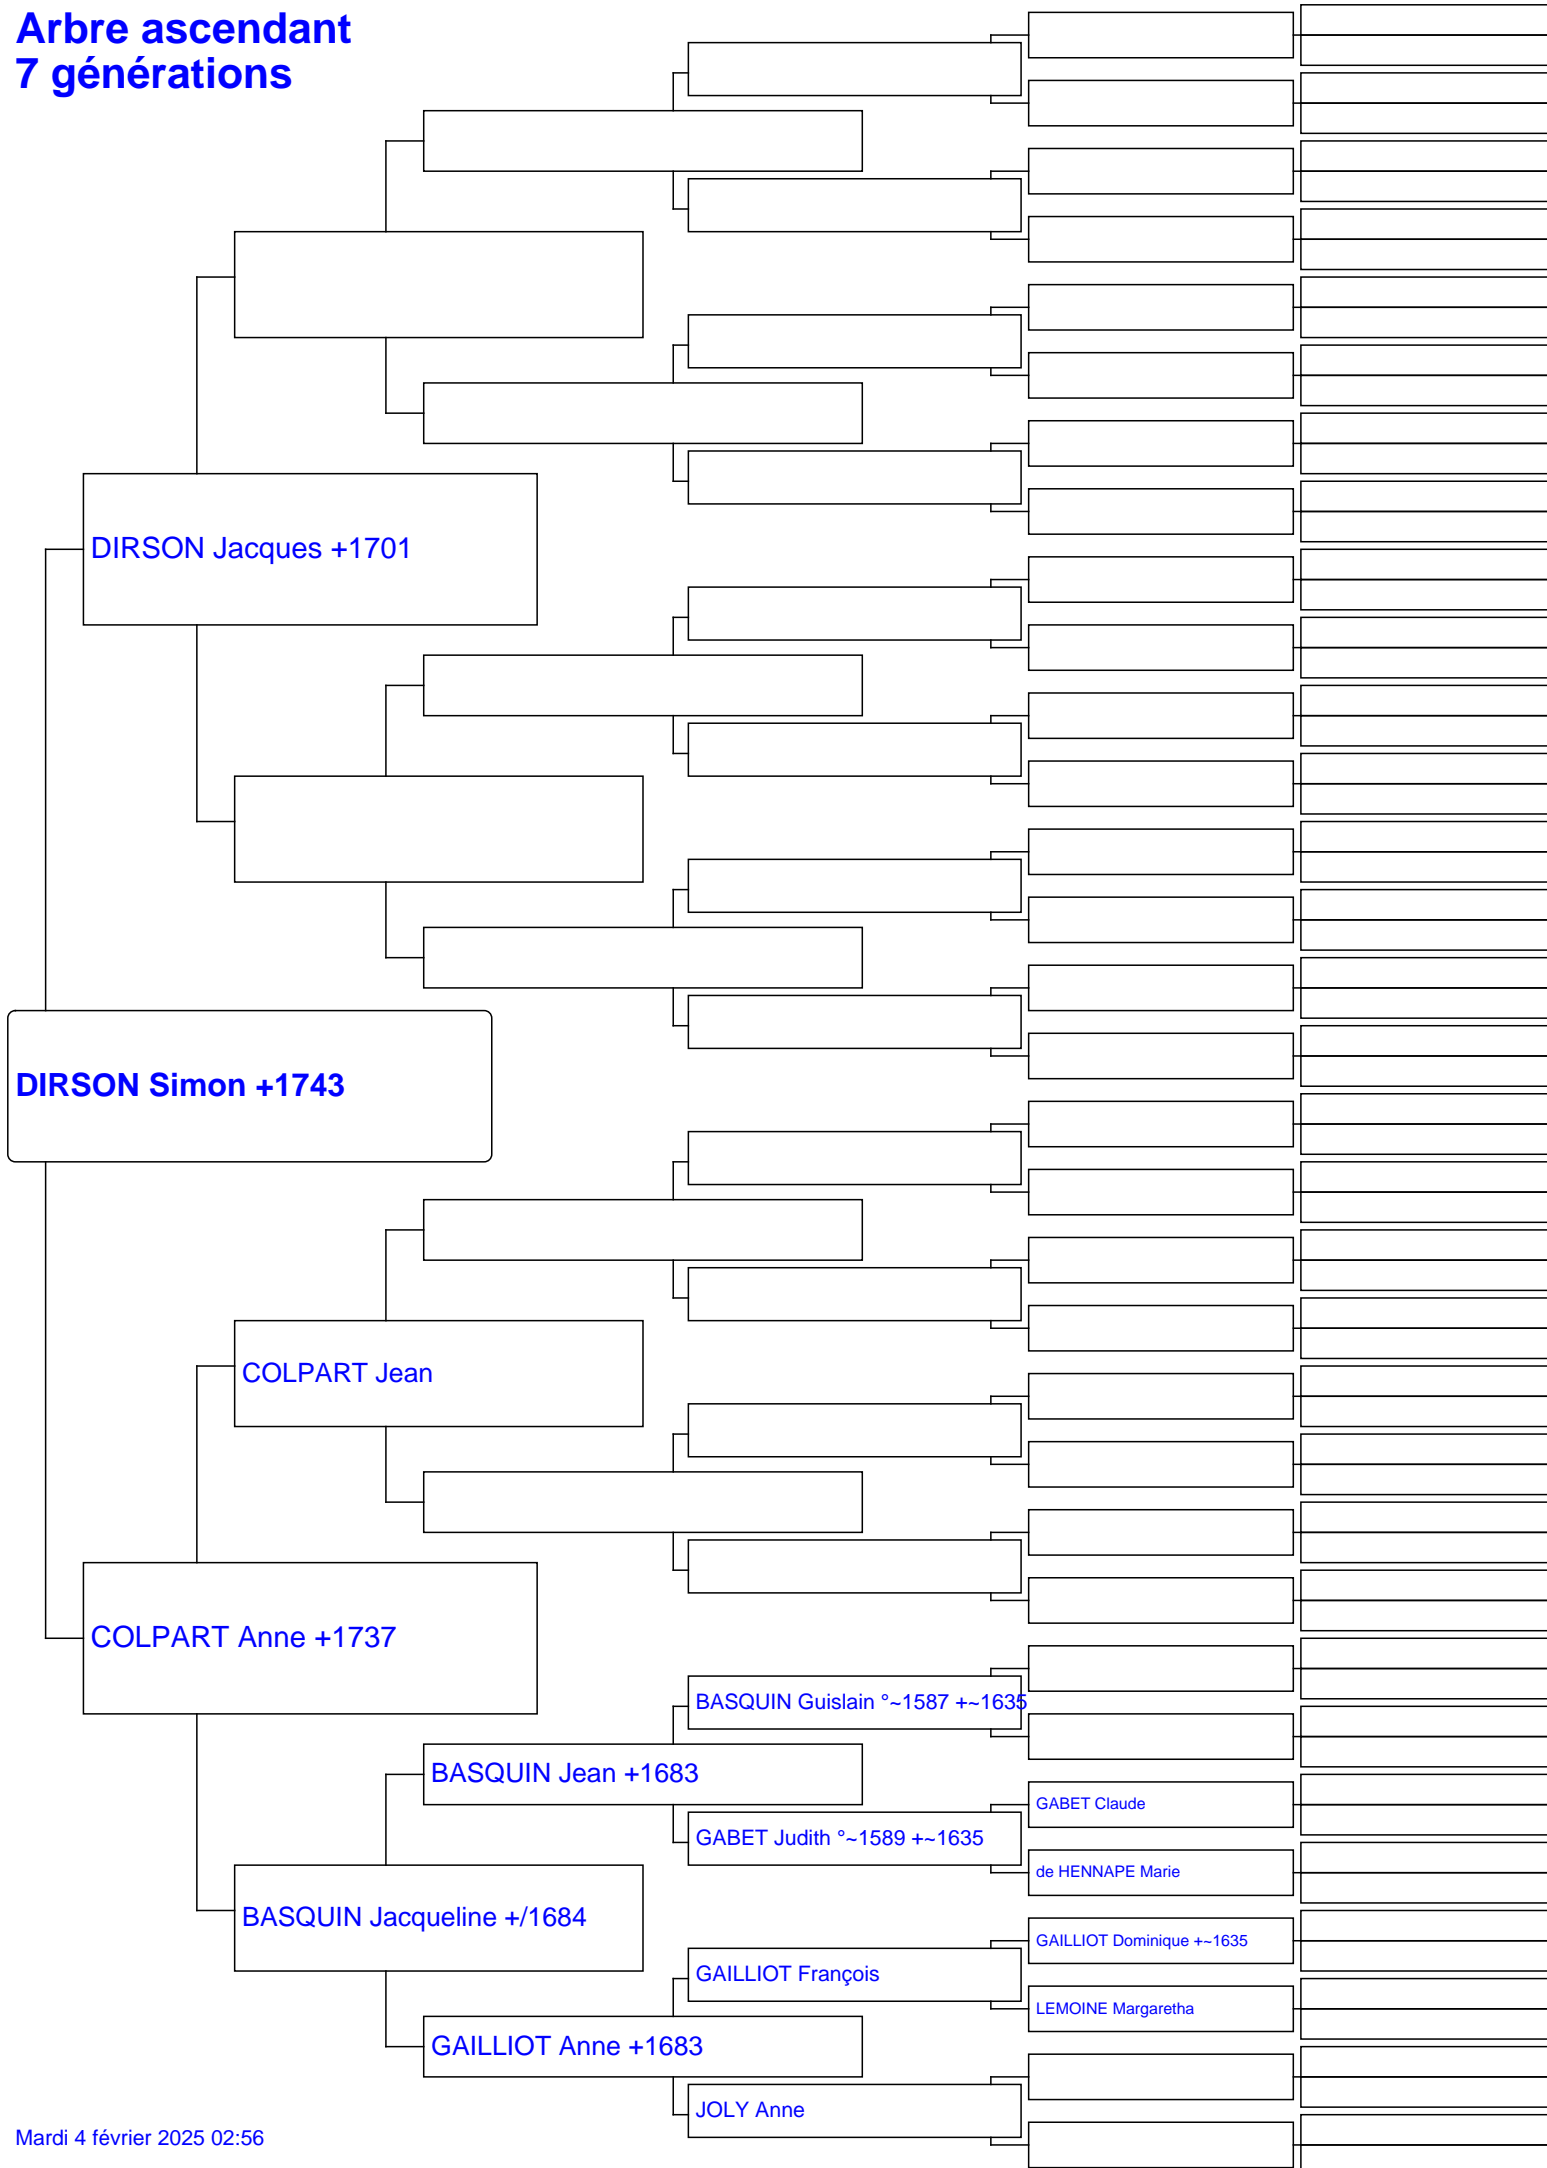 Arbre ascendant
7 générations
DIRSON Jacques +1701
DIRSON Simon +1743
COLPART Jean
COLPART Anne +1737
BASQUIN Guislain °~1587 +~1635
BASQUIN Jean +1683
GABET Claude
GABET Judith °~1589 +~1635
de HENNAPE Marie
BASQUIN Jacqueline +/1684
GAILLIOT Dominique +~1635
GAILLIOT François
LEMOINE Margaretha
GAILLIOT Anne +1683
JOLY Anne
Mardi 4 février 2025 02:56